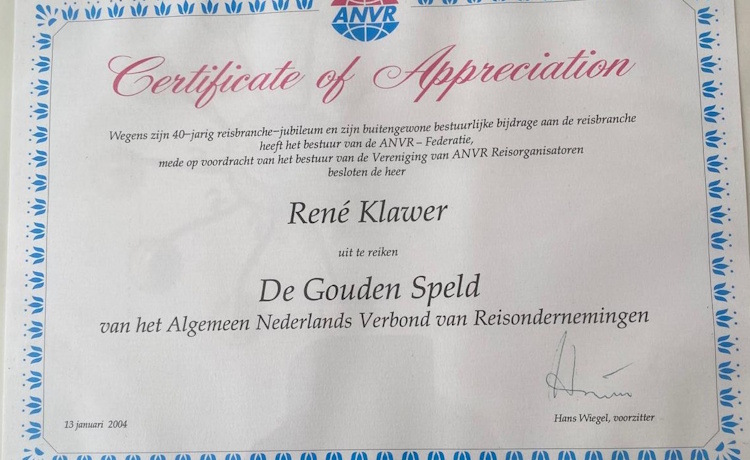 ANVR
Certificate of Appreciation
Wegens zijn 40-jarig reisbranche-jubileum en zijn buitengewone bestuurlijke bijdrage aan de reisbranche
heeft het bestuur van de ANVR – Federatie,
mede op voordracht van het bestuur van de Vereniging van ANVR Reisorganisatoren
besloten de heer
René Klawer
uit te reiken
De Gouden Speld
van het Algemeen Nederlands Verbond van Reisondernemingen
13 januari 2004
Hans Wiegel, voorzitter